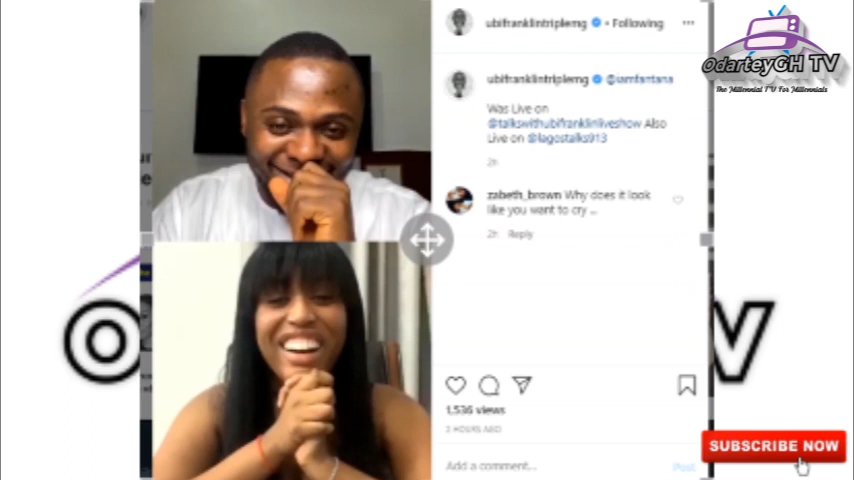 ubifranklintriplemg • Following
ubifranklintriplemg @iamfantana
Was Live on
@talkswithubifranklinliveshow Also
Live on @lagostalks913
2h
zabeth_brown Why does it look
like you want to cry ...
2h Reply
1,536 views
2 HOURS AGO
Add a comment...
Post
OdarteyGH TV
The Millennial TV For Millennials
O
V
SUBSCRIBE NOW